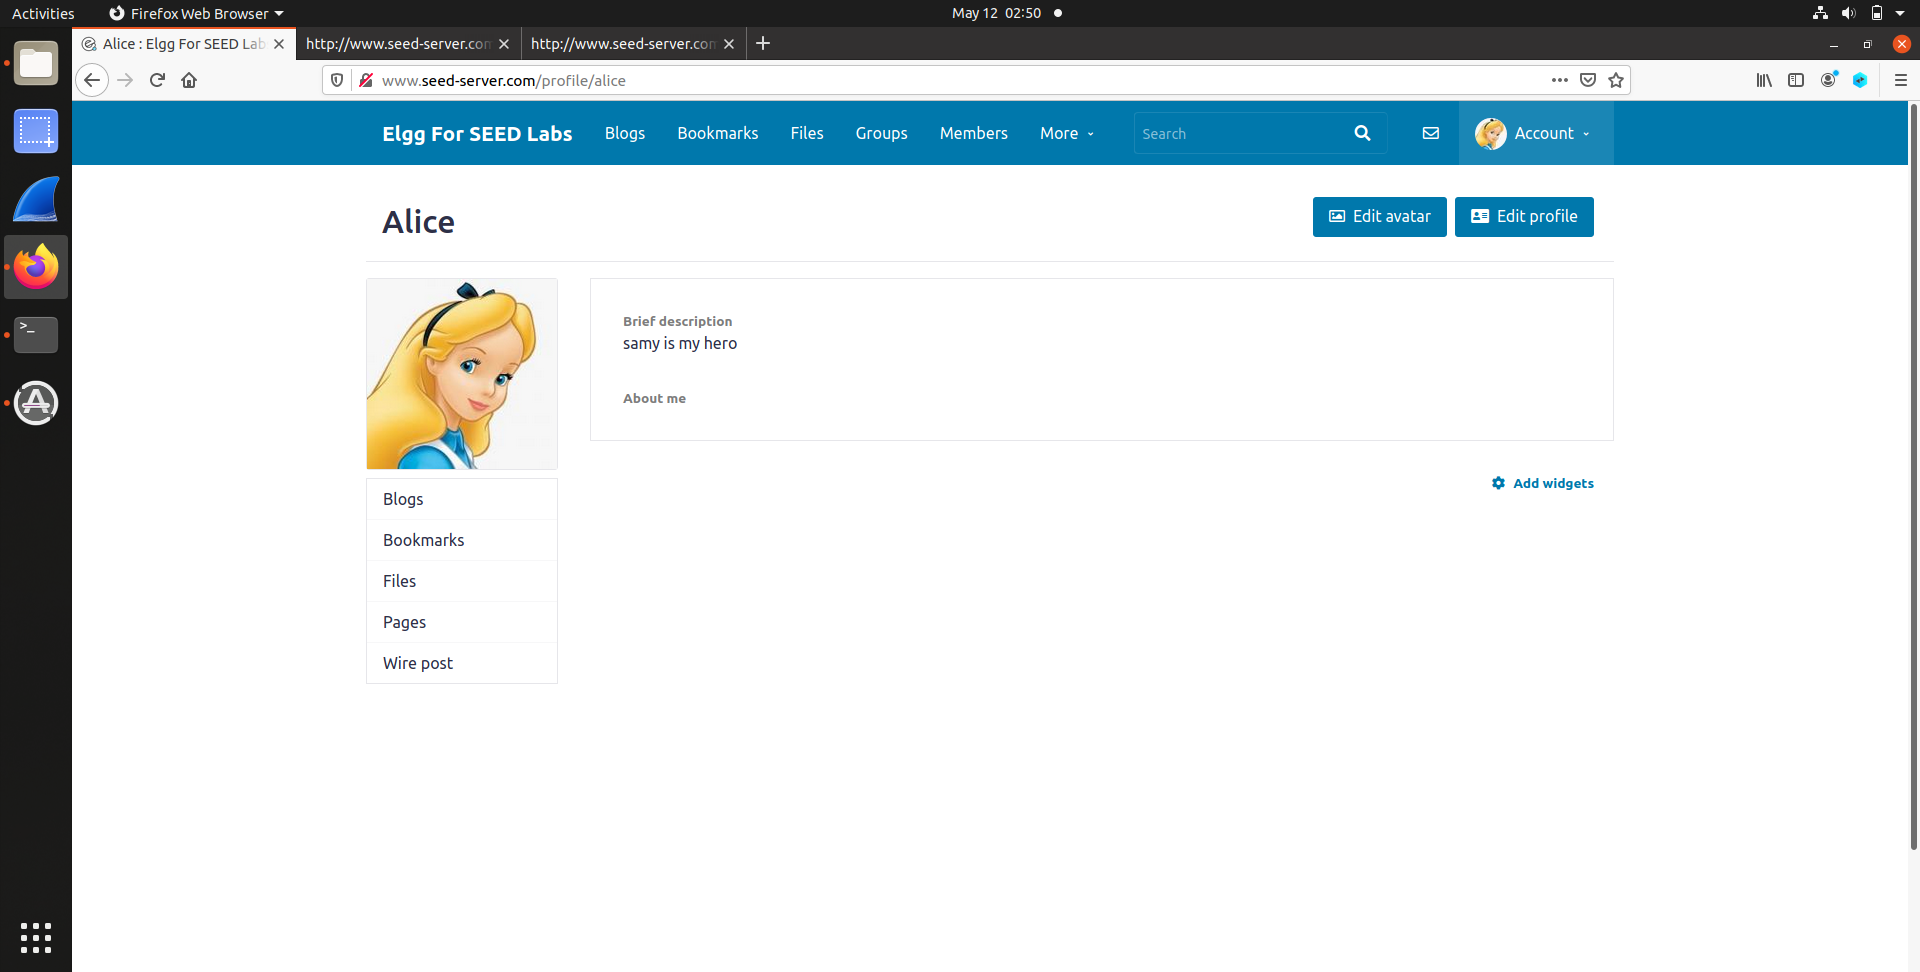 Activities
Firefox Web Browser
May 12 02:50
Alice : Elgg For SEED Lab
http://www.seed-server.com
http://www.seed-server.com
www.seed-server.com/profile/alice
Elgg For SEED Labs
Blogs
Bookmarks
Files
Groups
Members
More
Search
Account
Alice
Edit avatar
Edit profile
Brief description
samy is my hero
About me
Add widgets
Blogs
Bookmarks
Files
Pages
Wire post